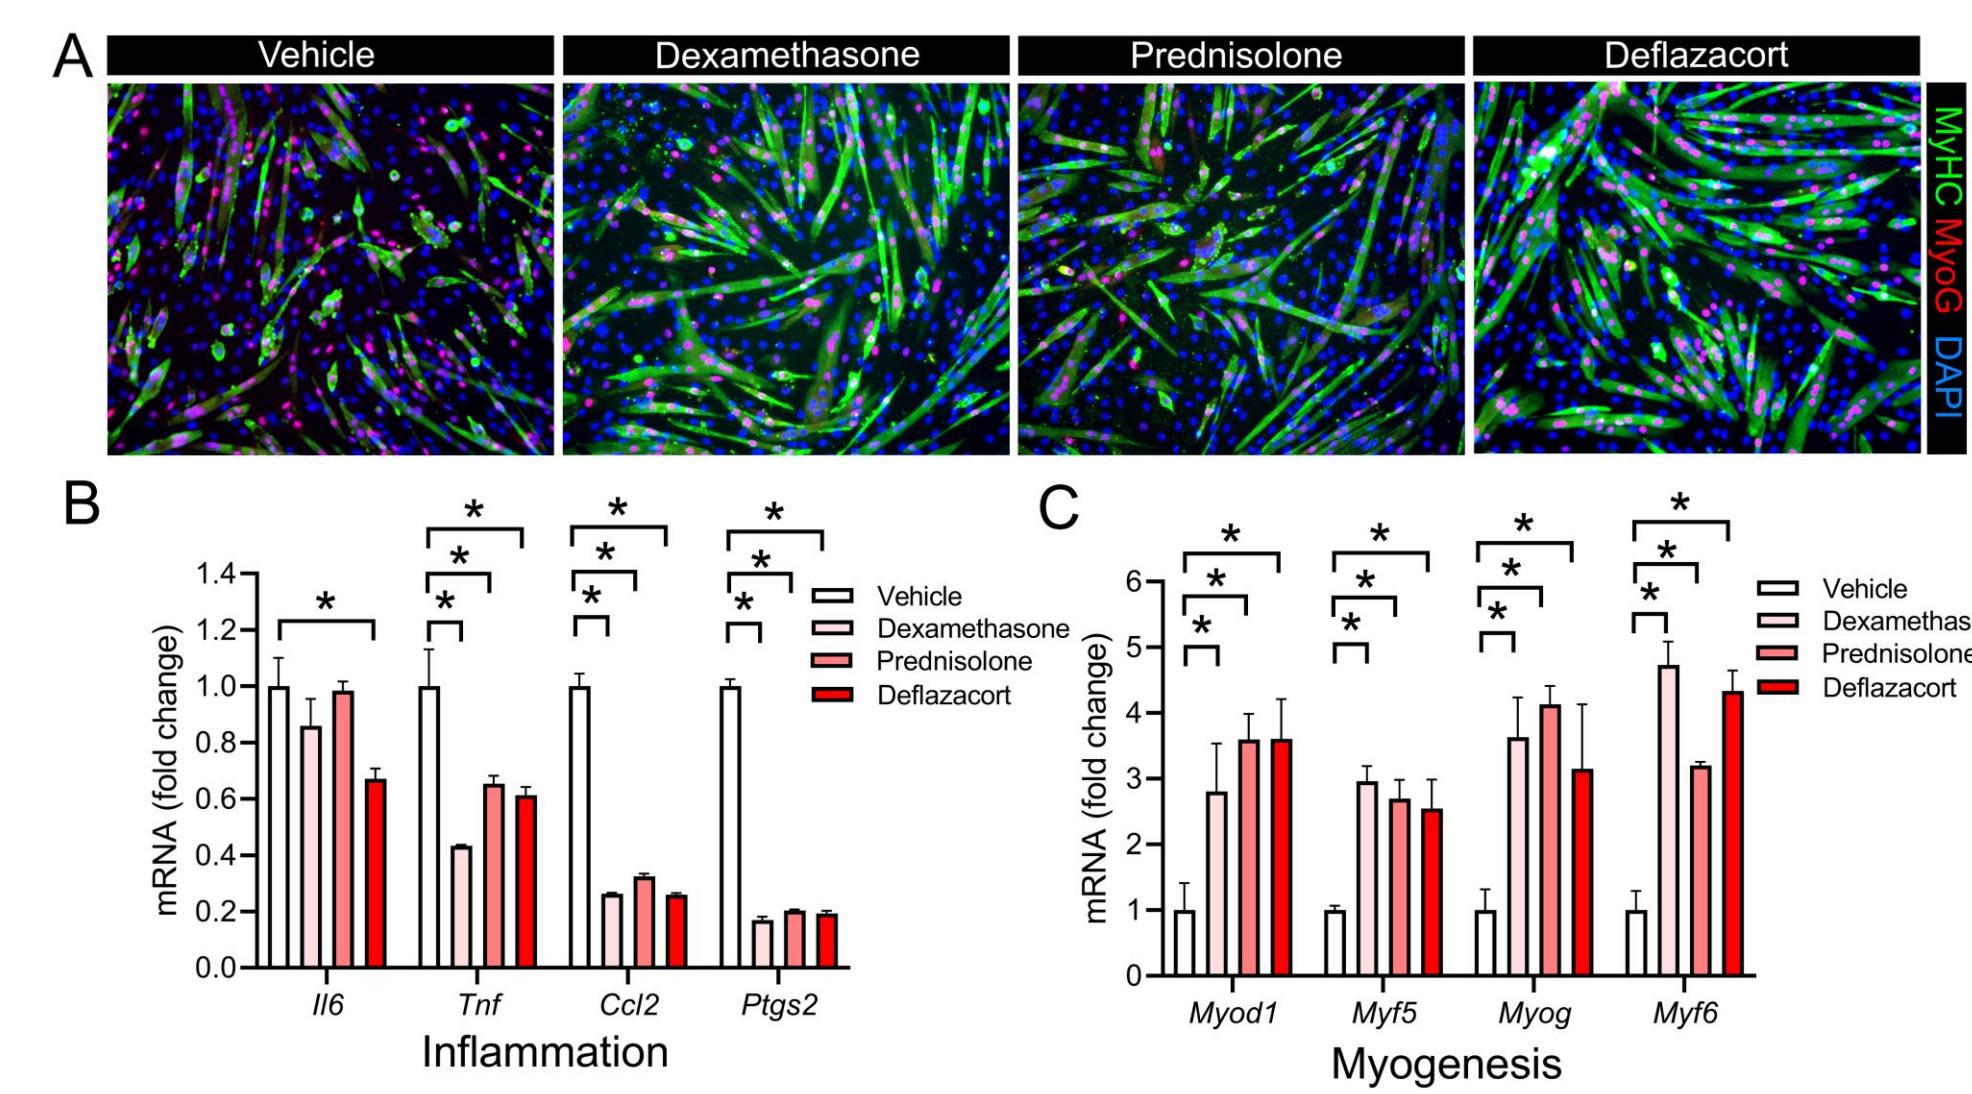 A
Vehicle
Dexamethasone
Prednisolone
Deflazacort
MyHC MyoG DAPI
B
mRNA (fold change)
1.4
1.2
1.0
0.8
0.6
0.4
0.2
0.0
*
* * *
* * *
* * *
Vehicle
Dexamethasone
Prednisolone
Deflazacort
Il6 Tnf Ccl2 Ptgs2
Inflammation
C
mRNA (fold change)
6
5
4
3
2
1
0
* * *
* * *
* * *
* * *
Vehicle
Dexamethas
Prednisolone
Deflazacort
Myod1 Myf5 Myog Myf6
Myogenesis